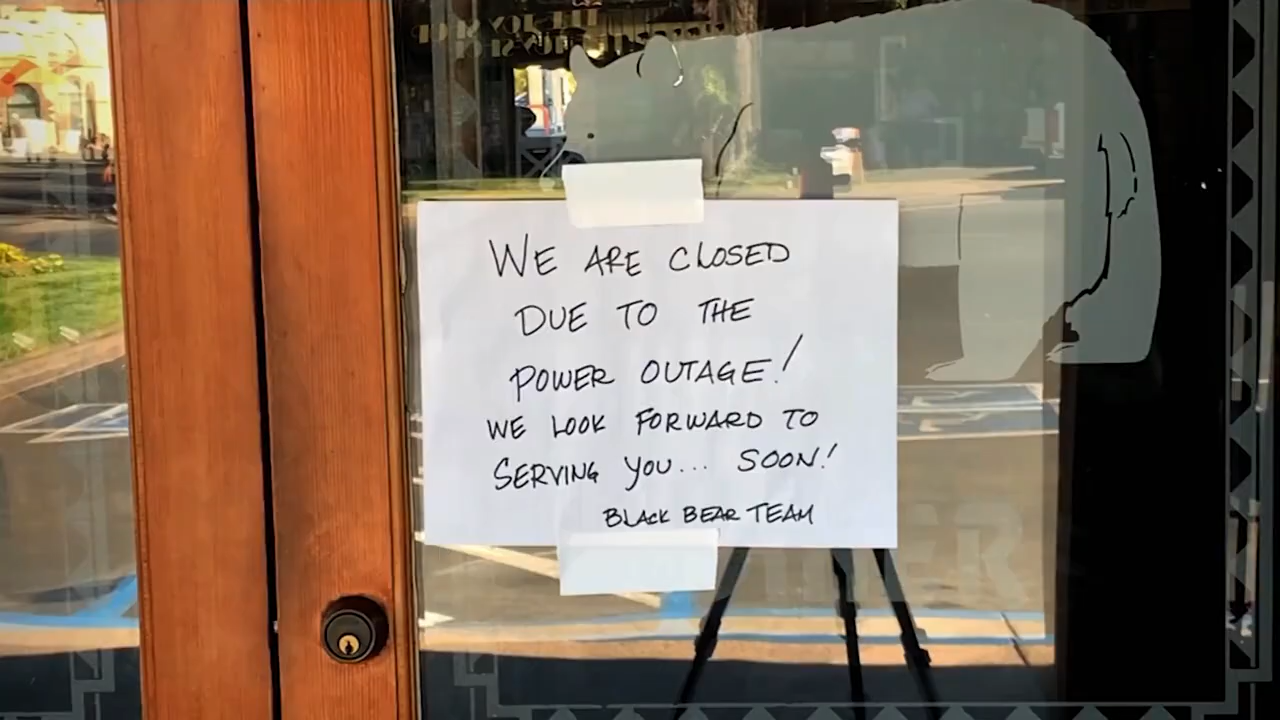 WE ARE CLOSED
DUE TO THE
POWER OUTAGE!
WE LOOK FORWARD TO
SERVING YOU... SOON!
BLACK BEAR TEAM